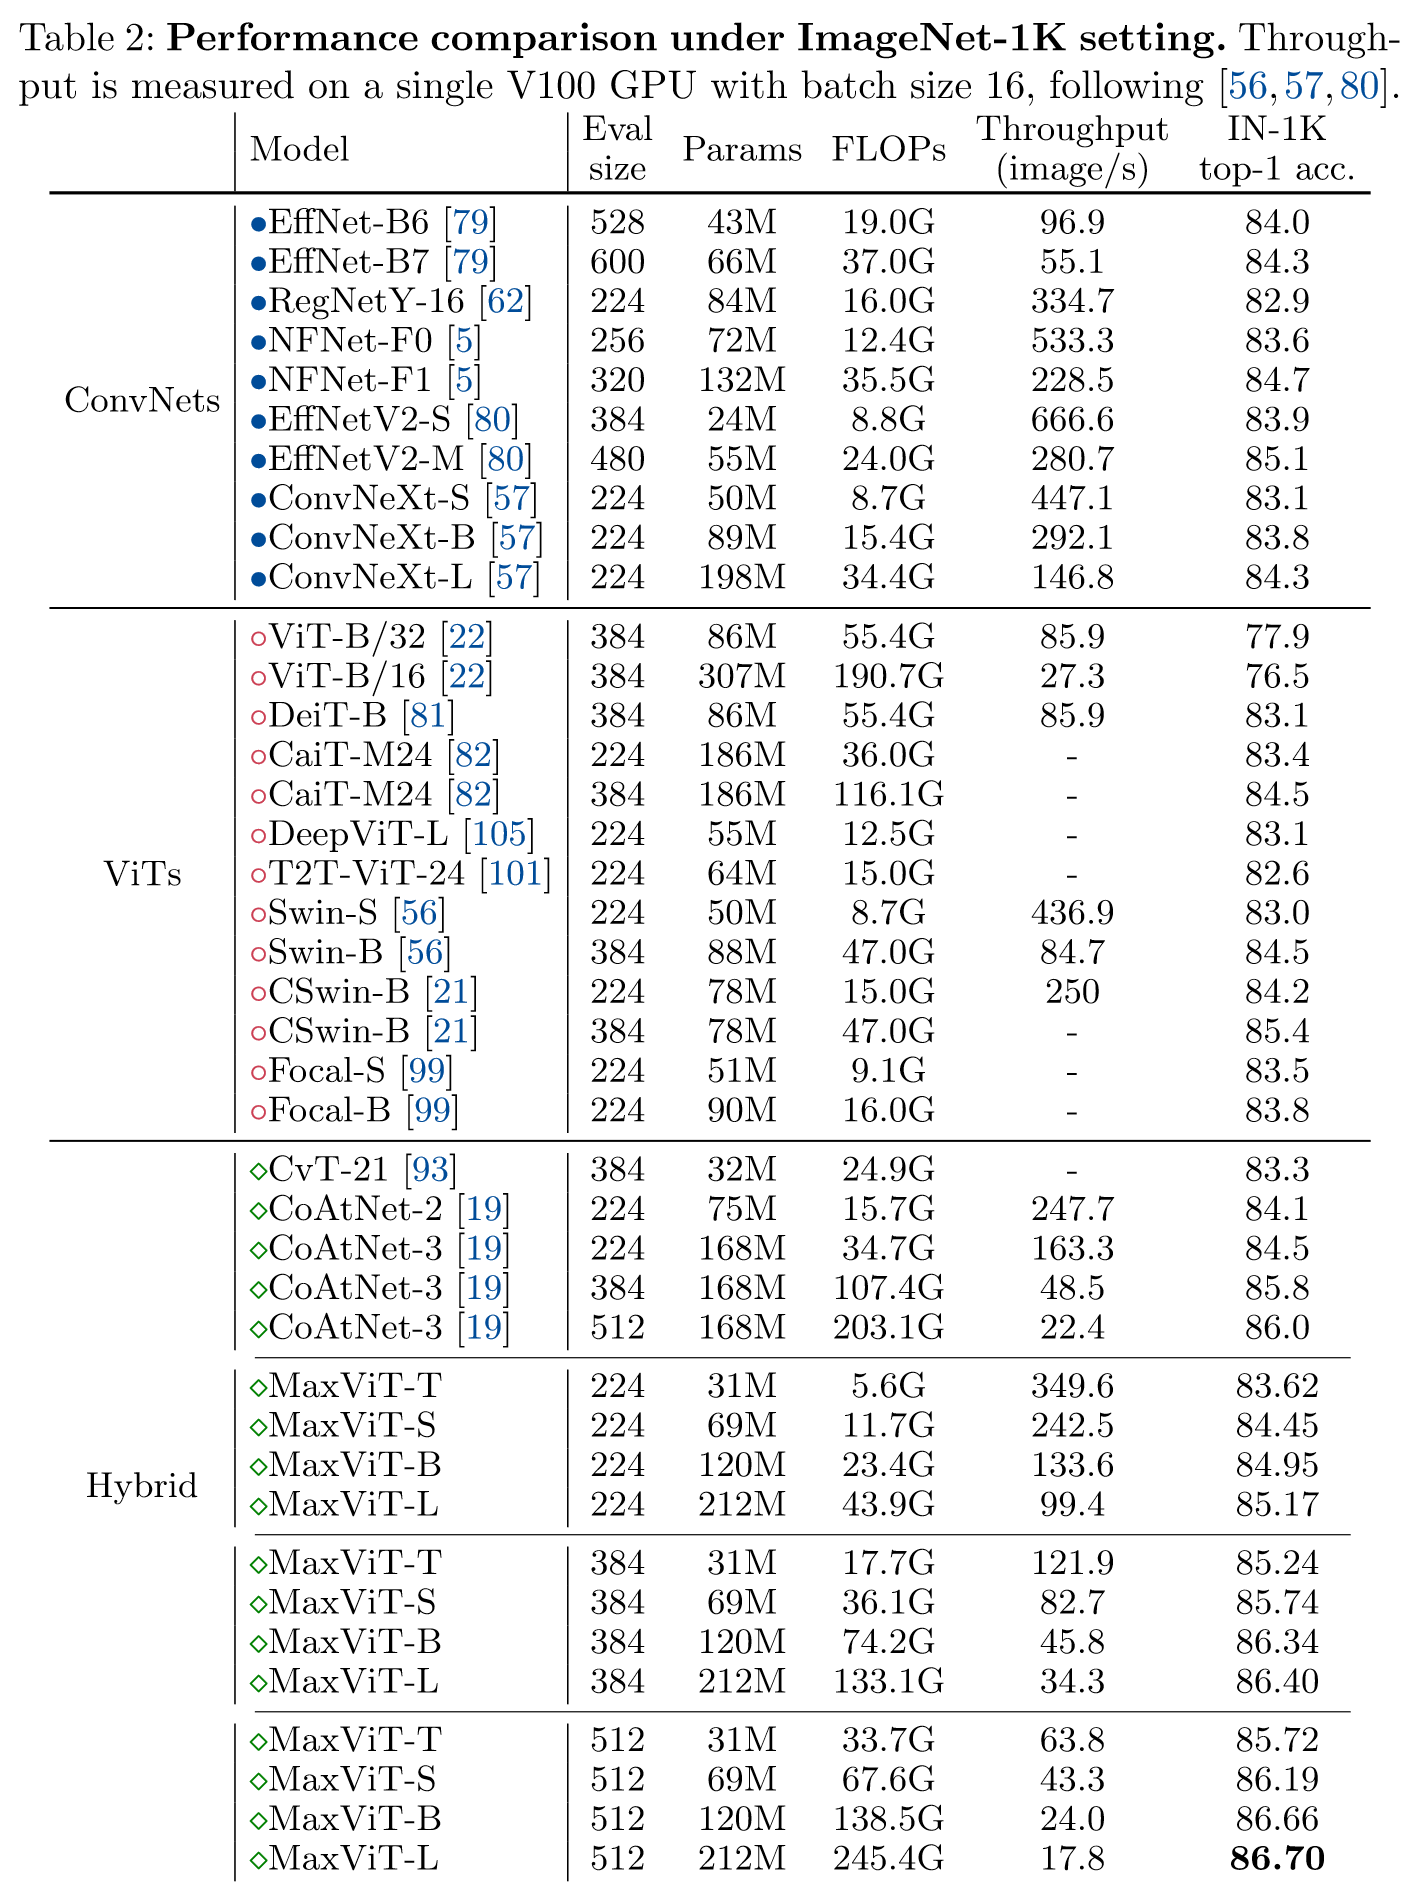 Table 2: Performance comparison under ImageNet-1K setting. Through-
put is measured on a single V100 GPU with batch size 16, following [56,57,80].
Model Eval size Params FLOPs Throughput (image/s) IN-1K top-1 acc.
ConvNets
●EffNet-B6 [79] 528 43M 19.0G 96.9 84.0
●EffNet-B7 [79] 600 66M 37.0G 55.1 84.3
●RegNetY-16 [62] 224 84M 16.0G 334.7 82.9
●NFNet-F0 [5] 256 72M 12.4G 533.3 83.6
●NFNet-F1 [5] 320 132M 35.5G 228.5 84.7
●EffNetV2-S [80] 384 24M 8.8G 666.6 83.9
●EffNetV2-M [80] 480 55M 24.0G 280.7 85.1
●ConvNeXt-S [57] 224 50M 8.7G 447.1 83.1
●ConvNeXt-B [57] 224 89M 15.4G 292.1 83.8
●ConvNeXt-L [57] 224 198M 34.4G 146.8 84.3
ViTs
○ViT-B/32 [22] 384 86M 55.4G 85.9 77.9
○ViT-B/16 [22] 384 307M 190.7G 27.3 76.5
○DeiT-B [81] 384 86M 55.4G 85.9 83.1
○CaiT-M24 [82] 224 186M 36.0G - 83.4
○CaiT-M24 [82] 384 186M 116.1G - 84.5
○DeepViT-L [105] 224 55M 12.5G - 83.1
○T2T-ViT-24 [101] 224 64M 15.0G - 82.6
○Swin-S [56] 224 50M 8.7G 436.9 83.0
○Swin-B [56] 384 88M 47.0G 84.7 84.5
○CSwin-B [21] 224 78M 15.0G 250 84.2
○CSwin-B [21] 384 78M 47.0G - 85.4
○Focal-S [99] 224 51M 9.1G - 83.5
○Focal-B [99] 224 90M 16.0G - 83.8
Hybrid
◇CvT-21 [93] 384 32M 24.9G - 83.3
◇CoAtNet-2 [19] 224 75M 15.7G 247.7 84.1
◇CoAtNet-3 [19] 224 168M 34.7G 163.3 84.5
◇CoAtNet-3 [19] 384 168M 107.4G 48.5 85.8
◇CoAtNet-3 [19] 512 168M 203.1G 22.4 86.0
◇MaxViT-T 224 31M 5.6G 349.6 83.62
◇MaxViT-S 224 69M 11.7G 242.5 84.45
◇MaxViT-B 224 120M 23.4G 133.6 84.95
◇MaxViT-L 224 212M 43.9G 99.4 85.17
◇MaxViT-T 384 31M 17.7G 121.9 85.24
◇MaxViT-S 384 69M 36.1G 82.7 85.74
◇MaxViT-B 384 120M 74.2G 45.8 86.34
◇MaxViT-L 384 212M 133.1G 34.3 86.40
◇MaxViT-T 512 31M 33.7G 63.8 85.72
◇MaxViT-S 512 69M 67.6G 43.3 86.19
◇MaxViT-B 512 120M 138.5G 24.0 86.66
◇MaxViT-L 512 212M 245.4G 17.8 86.70